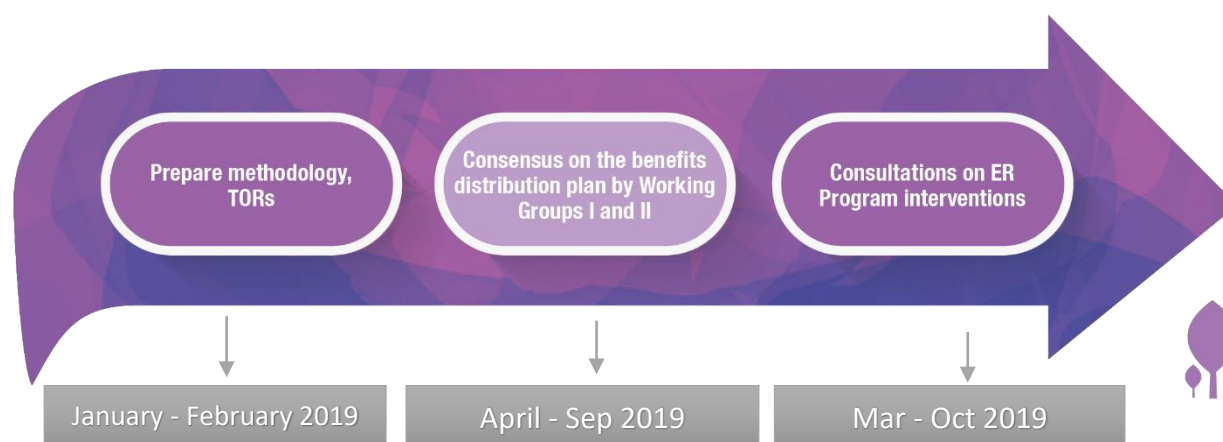 Prepare methodology,
TORs
Consensus on the benefits
distribution plan by Working
Groups I and II
Consultations on ER
Program interventions
January - February 2019
April - Sep 2019
Mar - Oct 2019